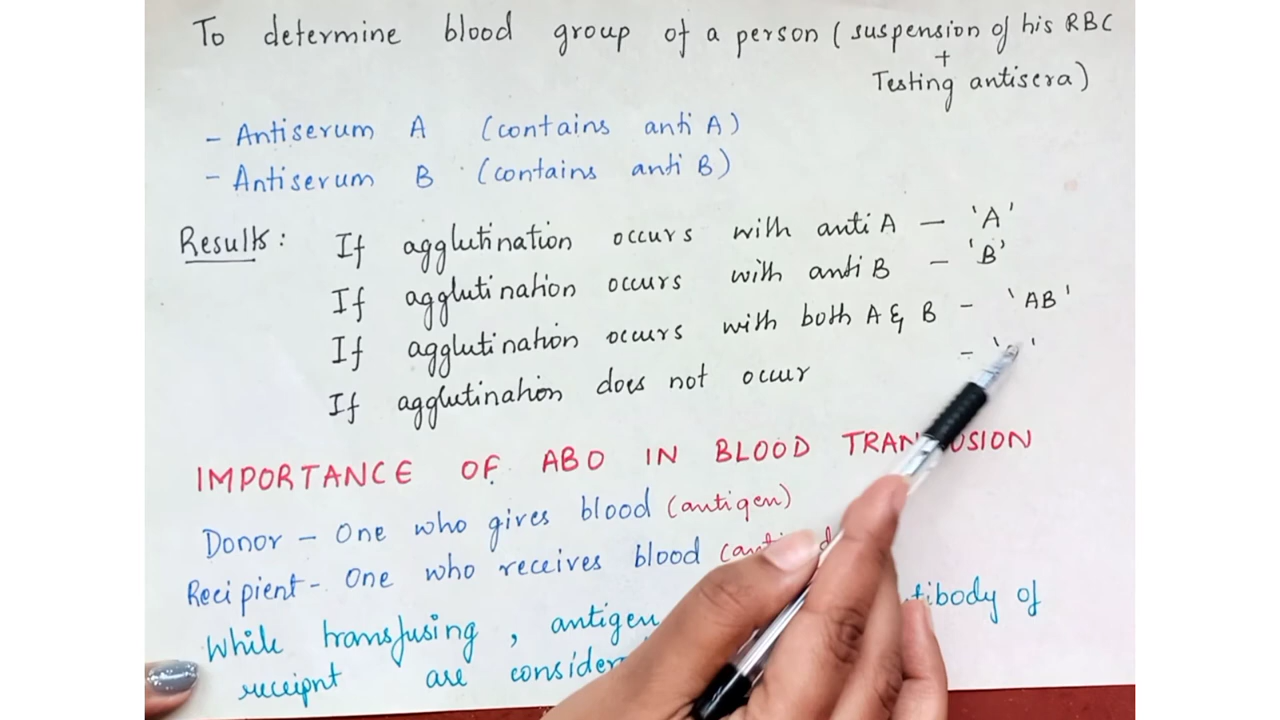 To determine blood group of a person ( suspension of his RBC
+
Testing antisera )
- Antiserum A (contains anti A)
- Antiserum B (contains anti B)
Results : If agglutination occurs with anti A - 'A'
If agglutination occurs with anti B - 'B'
If agglutination occurs with both A & B - 'AB'
If agglutination does not occur -
IMPORTANCE OF ABO IN BLOOD
Donor - One who gives blood (antigen)
Recipient - One who receives blood
While transfusing , antigen of
receipnt are